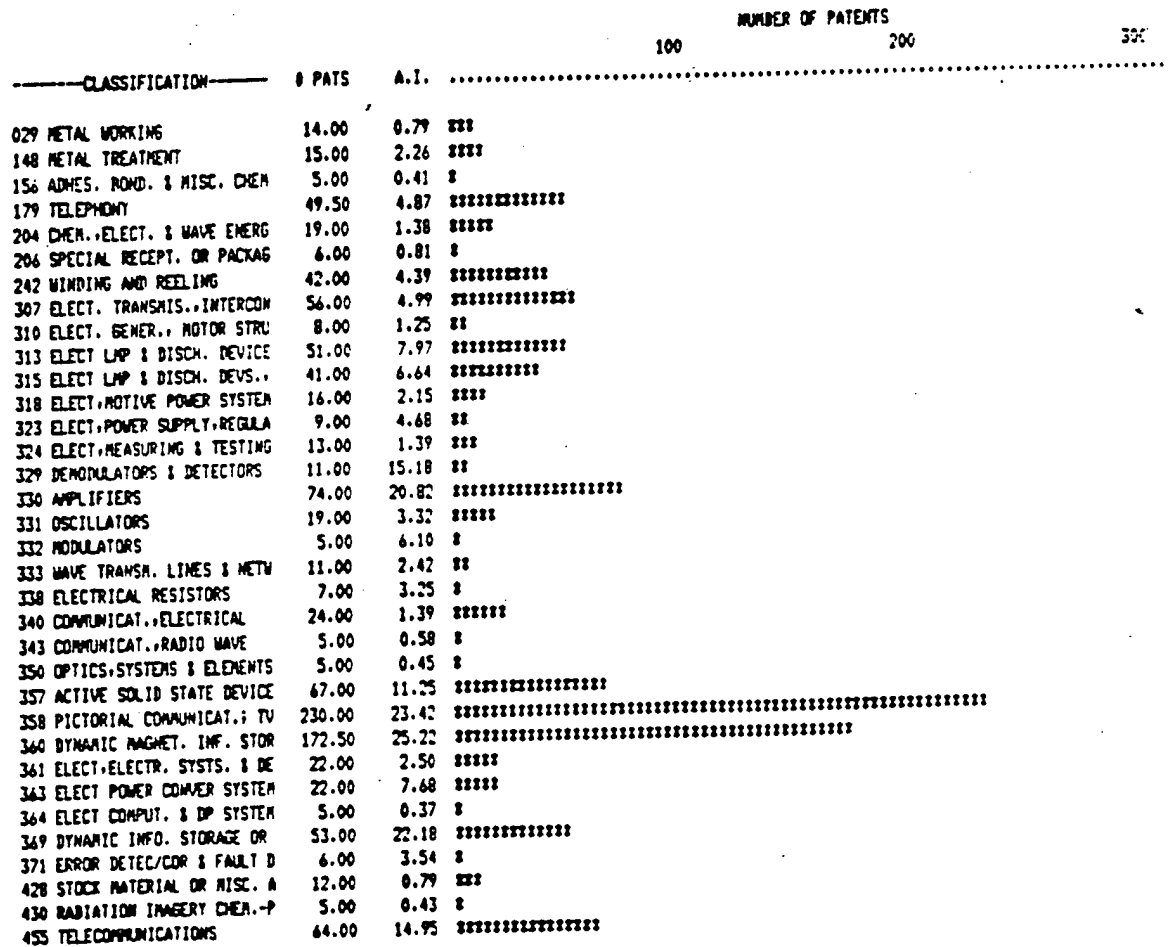 NUMBER OF PATENTS
100 200 300
--------CLASSIFICATION------ # PATS A.I. ................................................................
029 METAL WORKING 14.00 0.79 ***
148 METAL TREATMENT 15.00 2.26 ****
156 ADHES. BOND. & MISC. CHEM 5.00 0.41 *
179 TELEPHONY 49.50 4.87 *************
204 CHEM.,ELECT. & WAVE ENERG 19.00 1.38 *****
206 SPECIAL RECEPT. OR PACKAG 6.00 0.81 *
242 WINDING AND REELING 42.00 4.39 ***********
307 ELECT. TRANSMIS.,INTERCON 56.00 4.99 **************
310 ELECT. GENER., MOTOR STRU 8.00 1.25 **
313 ELECT LMP & DISCH. DEVICE 51.00 7.97 *************
315 ELECT LMP & DISCH. DEVS., 41.00 6.64 **********
318 ELECT,MOTIVE POWER SYSTEM 16.00 2.15 ****
323 ELECT,POWER SUPPLY,REGULA 9.00 4.68 **
324 ELECT,MEASURING & TESTING 13.00 1.39 ***
329 DEMODULATORS & DETECTORS 11.00 15.18 **
330 AMPLIFIERS 74.00 20.82 *******************
331 OSCILLATORS 19.00 3.32 *****
332 MODULATORS 5.00 6.10 *
333 WAVE TRANSM. LINES & NETW 11.00 2.42 **
338 ELECTRICAL RESISTORS 7.00 3.25 *
340 COMMUNICAT.,ELECTRICAL 24.00 1.39 ******
343 COMMUNICAT.,RADIO WAVE 5.00 0.58 *
350 OPTICS,SYSTEMS & ELEMENTS 5.00 0.45 *
357 ACTIVE SOLID STATE DEVICE 67.00 11.25 *****************
358 PICTORIAL COMMUNICAT.; TV 230.00 23.42 **********************************************************
360 DYNAMIC MAGNET. INF. STOR 172.50 25.22 *******************************************
361 ELECT,ELECTR. SYSTS. & DE 22.00 2.50 *****
363 ELECT POWER CONVER SYSTEM 22.00 7.68 *****
364 ELECT COMPUT. & DP SYSTEM 5.00 0.37 *
369 DYNAMIC INFO. STORAGE OR 53.00 22.18 *************
371 ERROR DETEC/COR & FAULT D 6.00 3.54 *
428 STOCK MATERIAL OR MISC. A 12.00 0.79 ***
430 RADIATION IMAGERY CHEM.-P 5.00 0.43 *
455 TELECOMMUNICATIONS 64.00 14.95 ****************